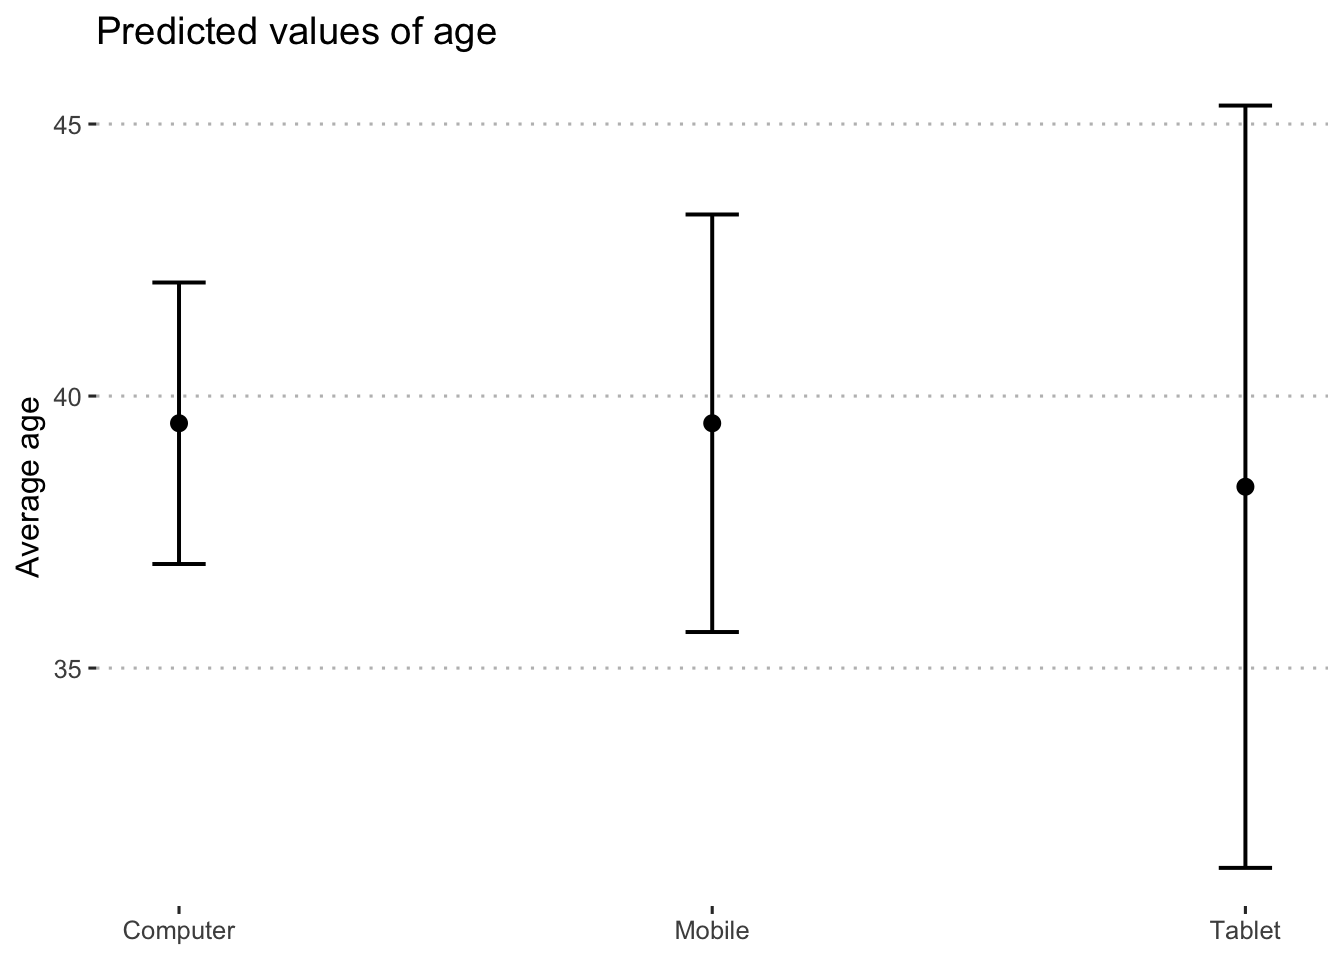 Predicted values of age
Average age
45
40
35
Computer
Mobile
Tablet